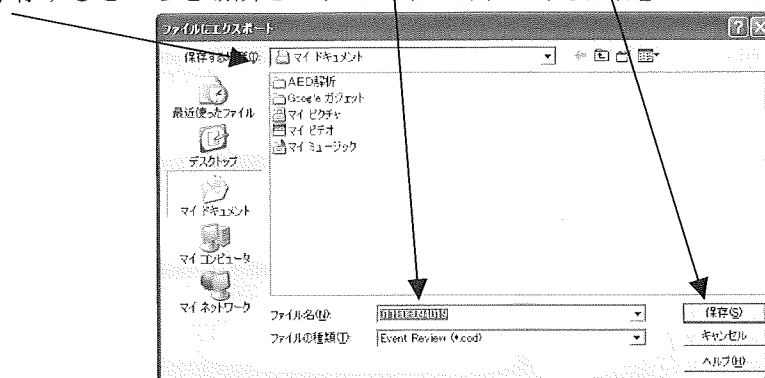 ファイルにエクスポート
保存する場所(I):
マイ ドキュメント
最近使ったファイル
デスクトップ
マイ ドキュメント
マイ コンピュータ
マイ ネットワーク
AED解析
Google ガジェット
マイ ピクチャ
マイ ビデオ
マイ ミュージック
ファイル名(N):
保存(S)
ファイルの種類(T):
Event Review (*.cod)
キャンセル
ヘルプ(H)